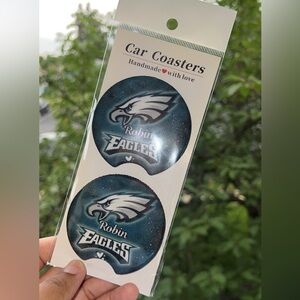 Car Coasters
Handmade❤with love
Robin
EAGLES
Robin
EAGLES